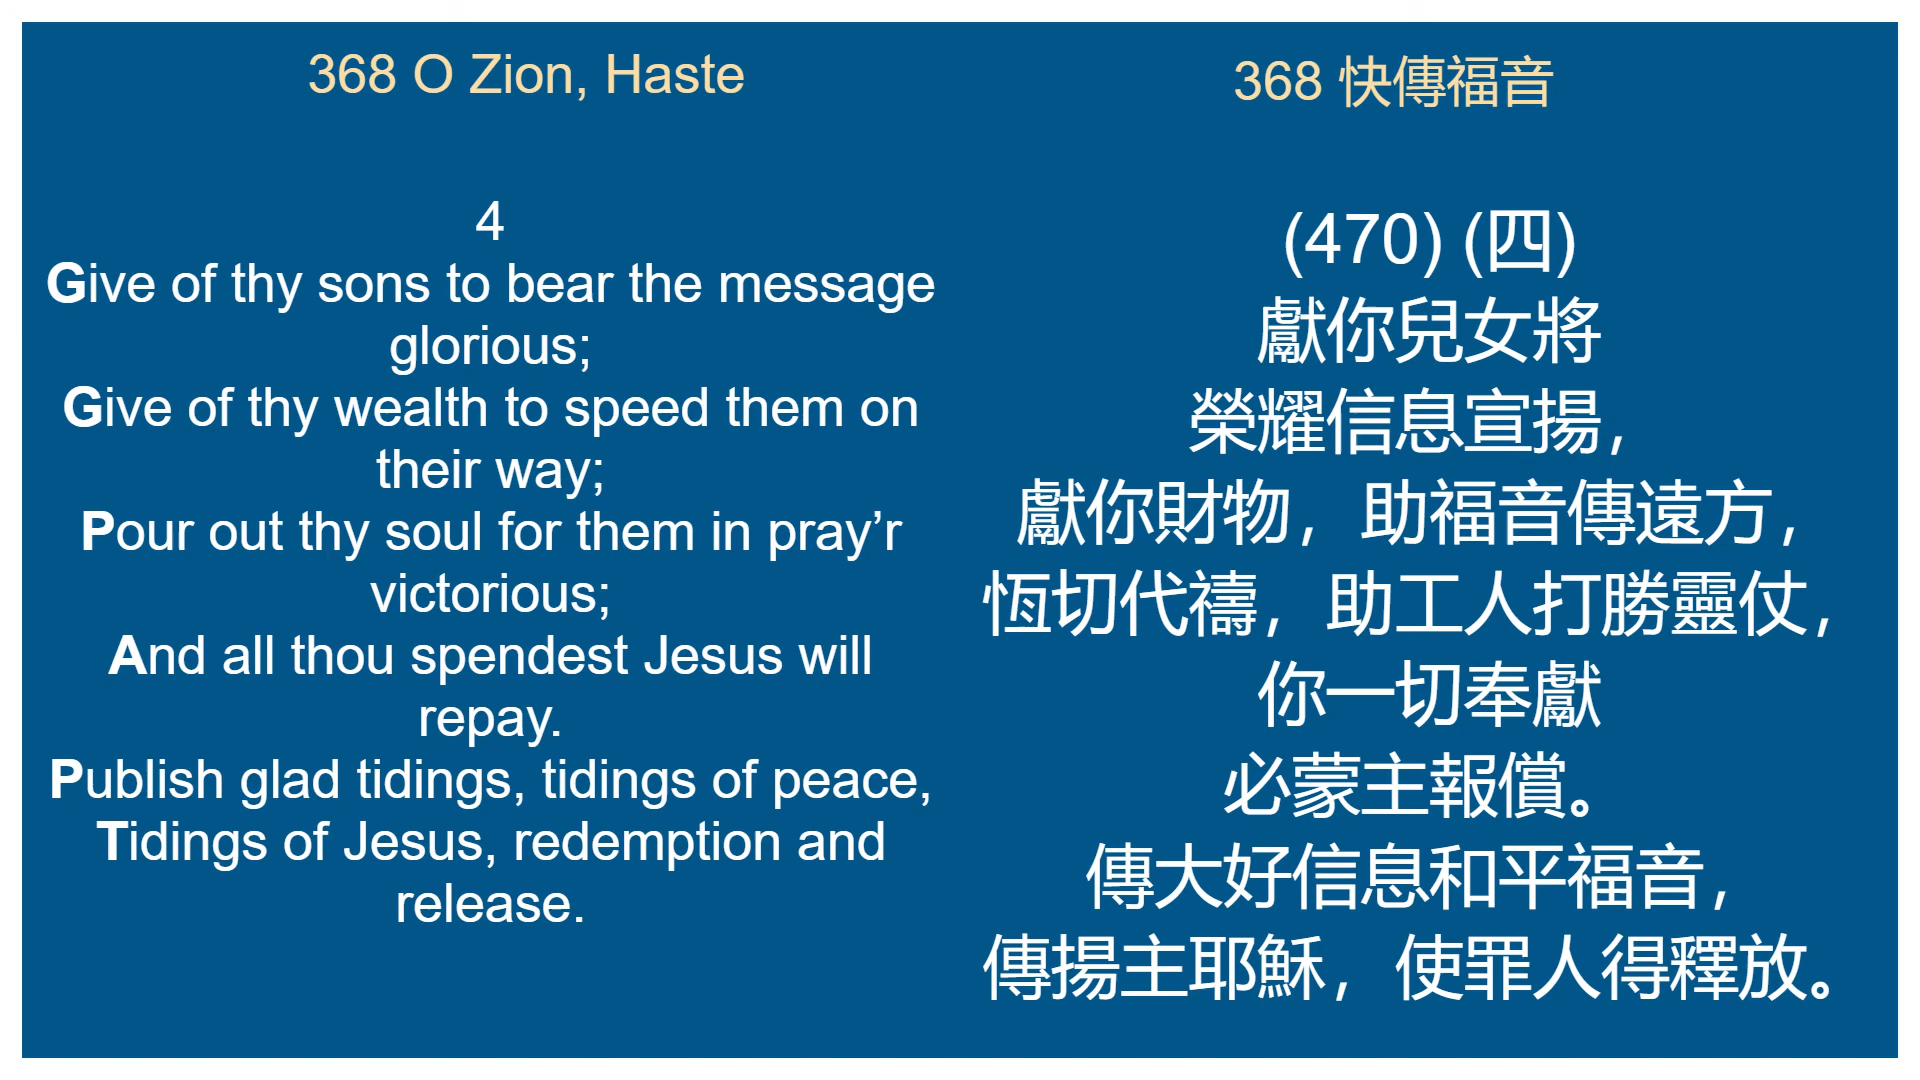 368 O Zion, Haste
4
Give of thy sons to bear the message
glorious;
Give of thy wealth to speed them on
their way;
Pour out thy soul for them in pray’r
victorious;
And all thou spendest Jesus will
repay.
Publish glad tidings, tidings of peace,
Tidings of Jesus, redemption and
release.
368 快傳福音
(470) (四)
獻你兒女將
榮耀信息宣揚，
獻你財物，助福音傳遠方，
恆切代禱，助工人打勝靈仗，
你一切奉獻
必蒙主報償。
傳大好信息和平福音，
傳揚主耶穌，使罪人得釋放。